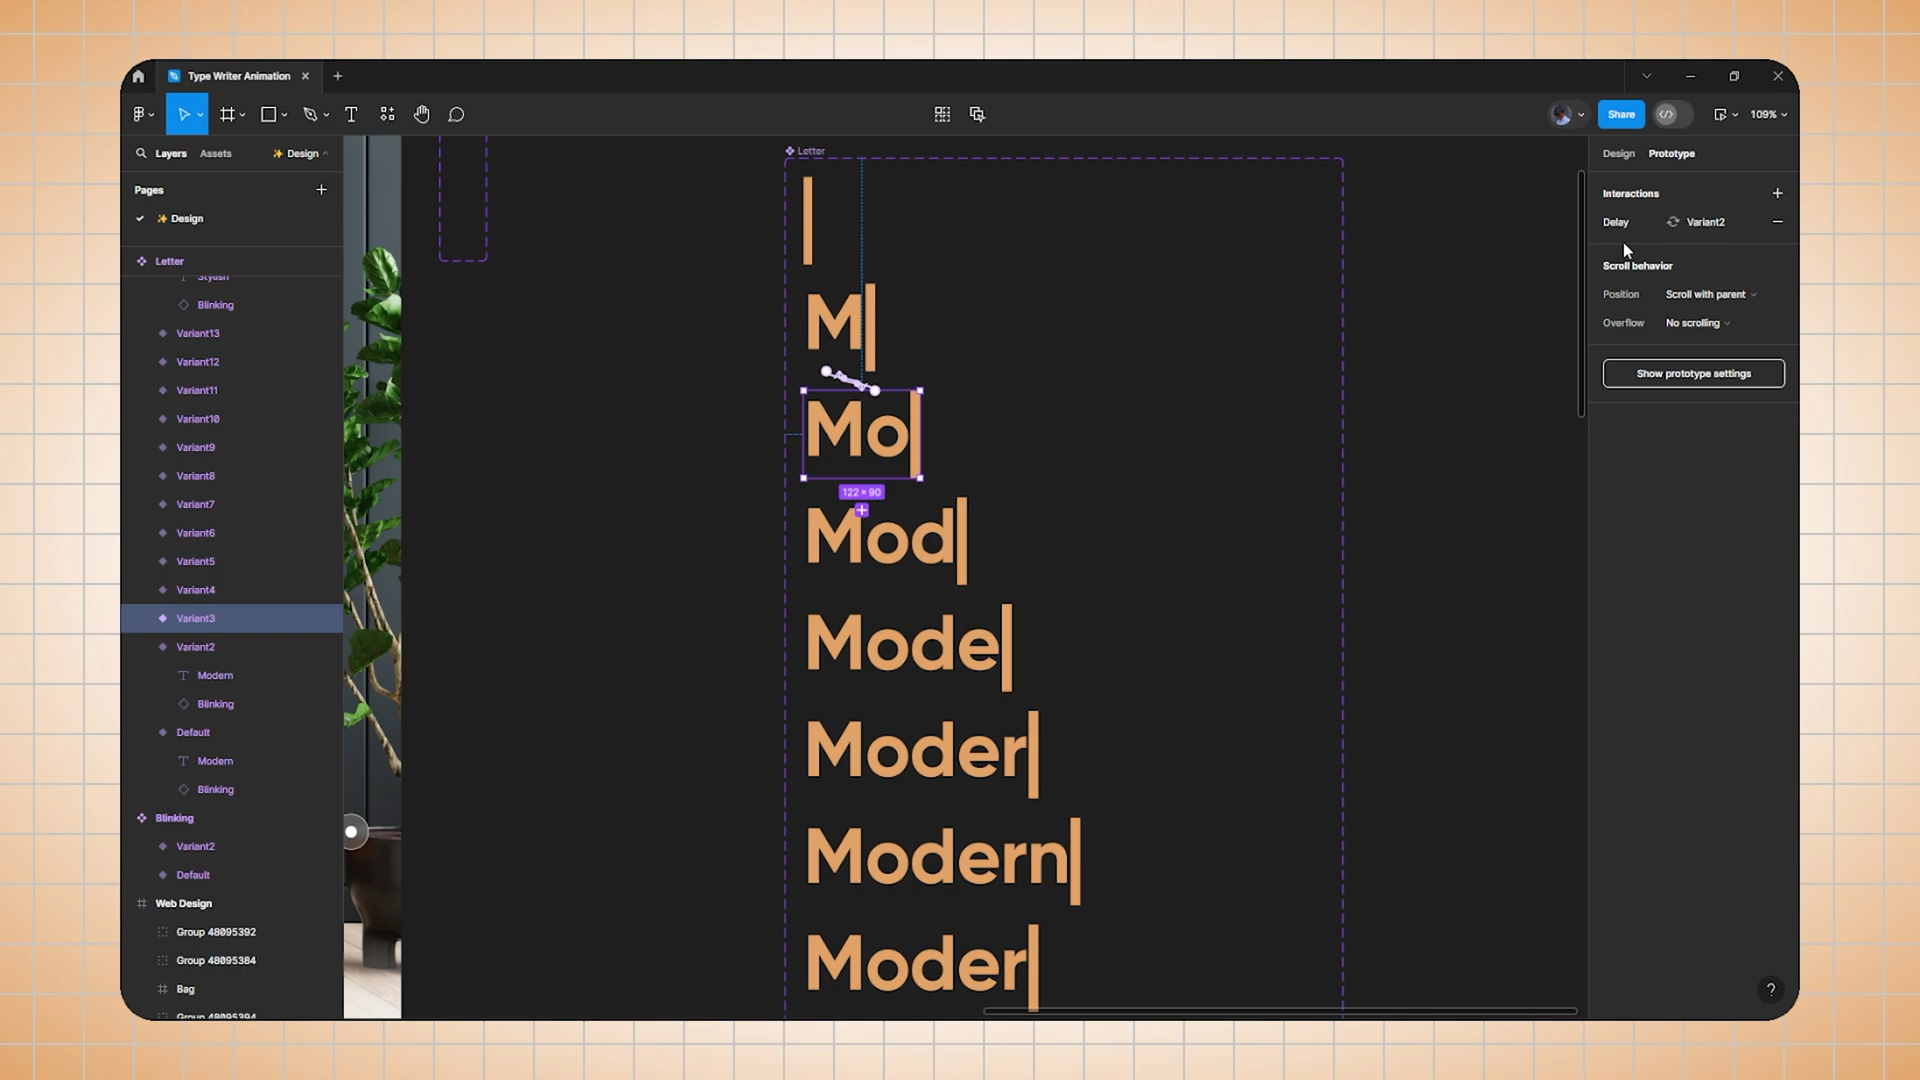 Type Writer Animation
Share
109%
Layers
Assets
✨ Design
Pages
✨ Design
Letter
Stylish
Blinking
Variant13
Variant12
Variant11
Variant10
Variant9
Variant8
Variant7
Variant6
Variant5
Variant4
Variant3
Variant2
Modern
Blinking
Default
Modern
Blinking
Blinking
Variant2
Default
Web Design
Group 48095392
Group 48095384
Bag
Group 48095394
Letter
M
Mo
122 × 90
Mod
Mode
Moder
Modern
Moder
Design
Prototype
Interactions
Delay
Variant2
Scroll behavior
Position
Scroll with parent
Overflow
No scrolling
Show prototype settings
?